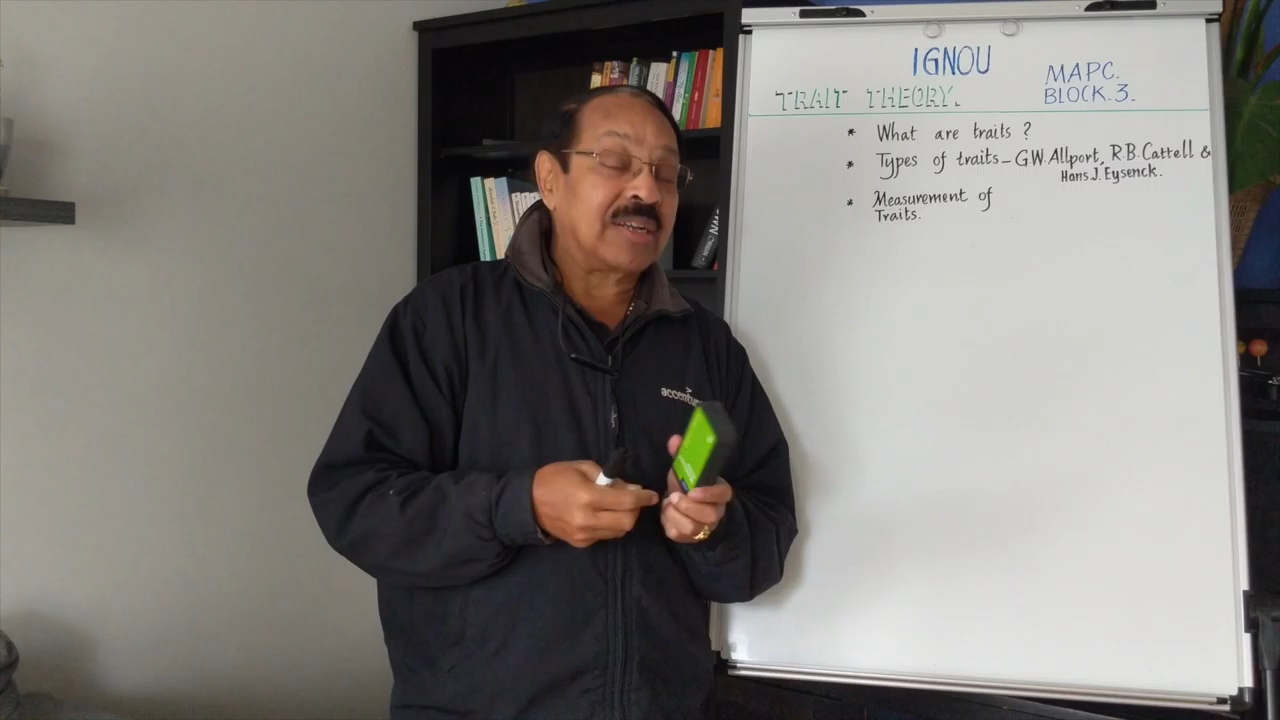 IGNOU
MAPC.
BLOCK.3.
TRAIT THEORY.
* What are traits ?
* Types of traits - G.W. Allport, R.B. Cattell &
Hans. J. Eysenck.
* Measurement of
Traits.
accenture